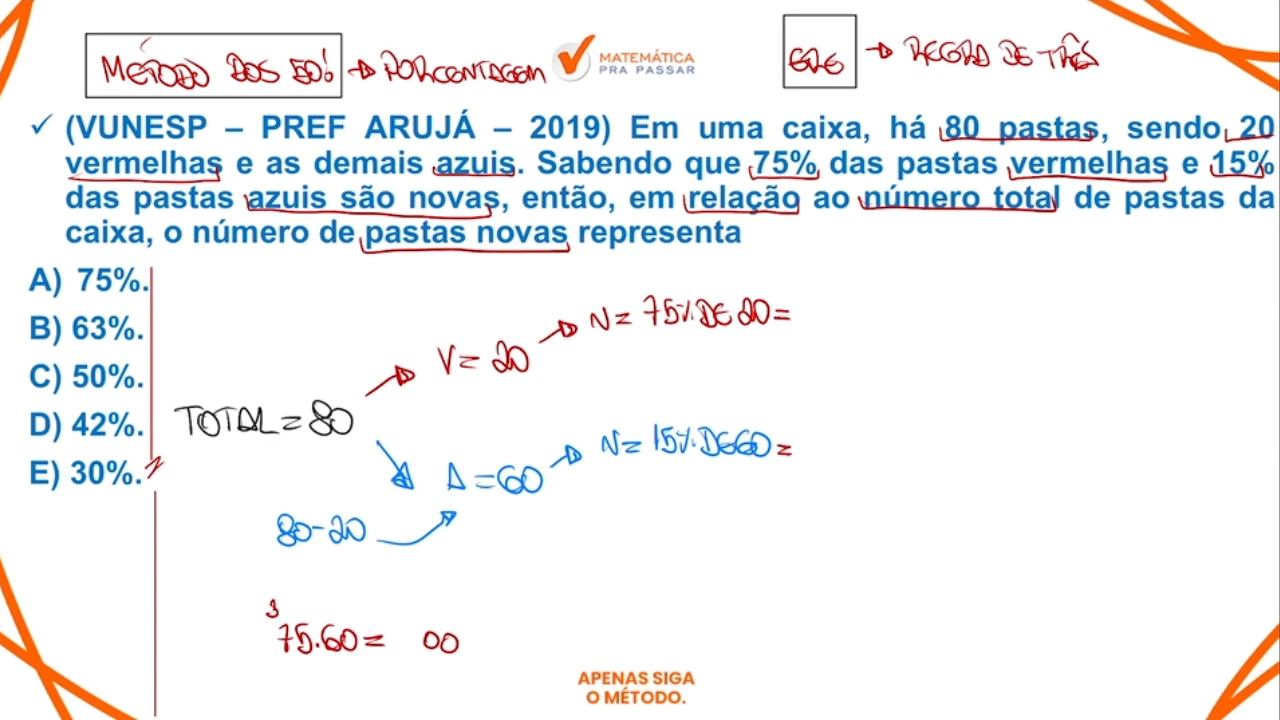 MÉTODO DOS 50% → PORCENTAGEM
MATEMÁTICA
PRA PASSAR
→ REGRA DE TRÊS
✓ (VUNESP – PREF ARUJÁ – 2019) Em uma caixa, há 80 pastas, sendo 20
vermelhas e as demais azuis. Sabendo que 75% das pastas vermelhas e 15%
das pastas azuis são novas, então, em relação ao número total de pastas da
caixa, o número de pastas novas representa
A) 75%.
B) 63%.
C) 50%.
D) 42%.
E) 30%.
N = 75% DE 20 =
V = 20
TOTAL = 80
N = 15% DE 60 =
A = 60
80-20
3
75.60 = 00
APENAS SIGA
O MÉTODO.